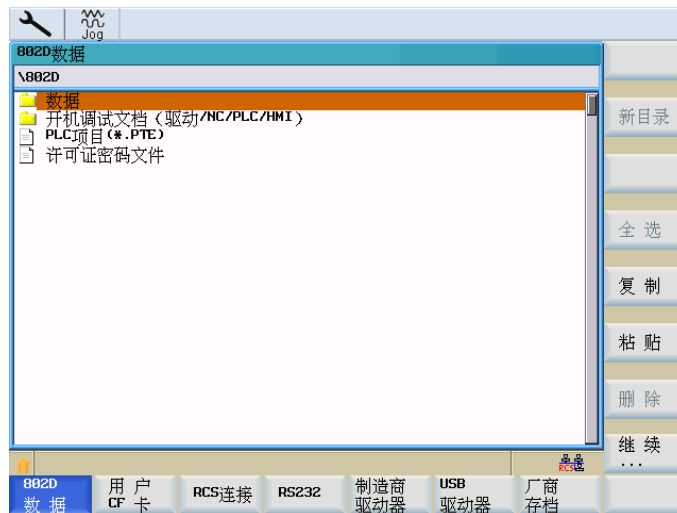 Jog
802D数据
\802D
数据
开机调试文档（驱动/NC/PLC/HMI）
PLC项目(*.PTE)
许可证密码文件
新目录
全 选
复 制
粘 贴
删 除
继 续
...
RCS
802D
数 据
用 户
CF 卡
RCS连接
RS232
制造商
驱动器
USB
驱动器
厂商
存档